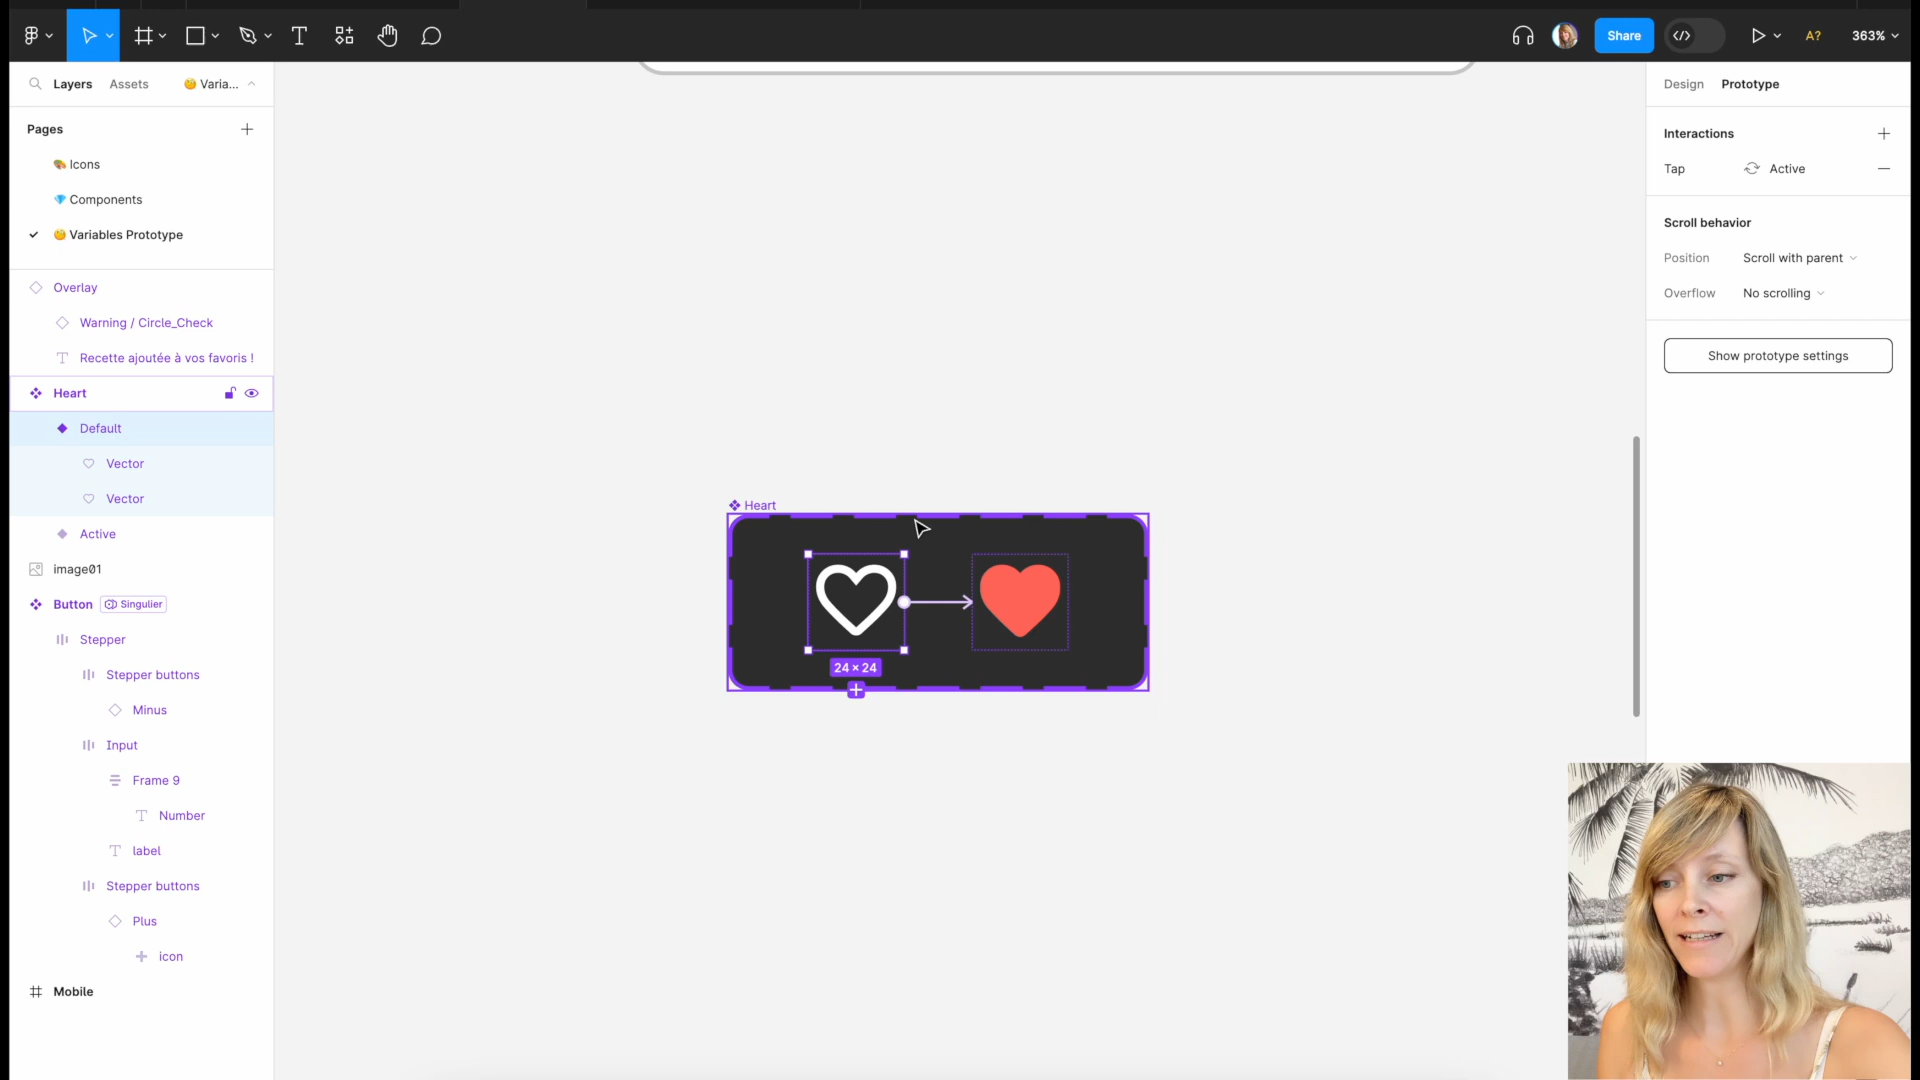 Share
A?
363%
Layers
Assets
🧐 Varia...
Design
Prototype
Pages
Interactions
🎨 Icons
Tap
Active
💎 Components
Scroll behavior
🧐 Variables Prototype
Position
Scroll with parent
Overlay
Overflow
No scrolling
Warning / Circle_Check
Recette ajoutée à vos favoris !
Show prototype settings
Heart
Default
Vector
Vector
Heart
Active
image01
Button
Singulier
Stepper
24 × 24
Stepper buttons
Minus
Input
Frame 9
Number
label
Stepper buttons
Plus
icon
Mobile